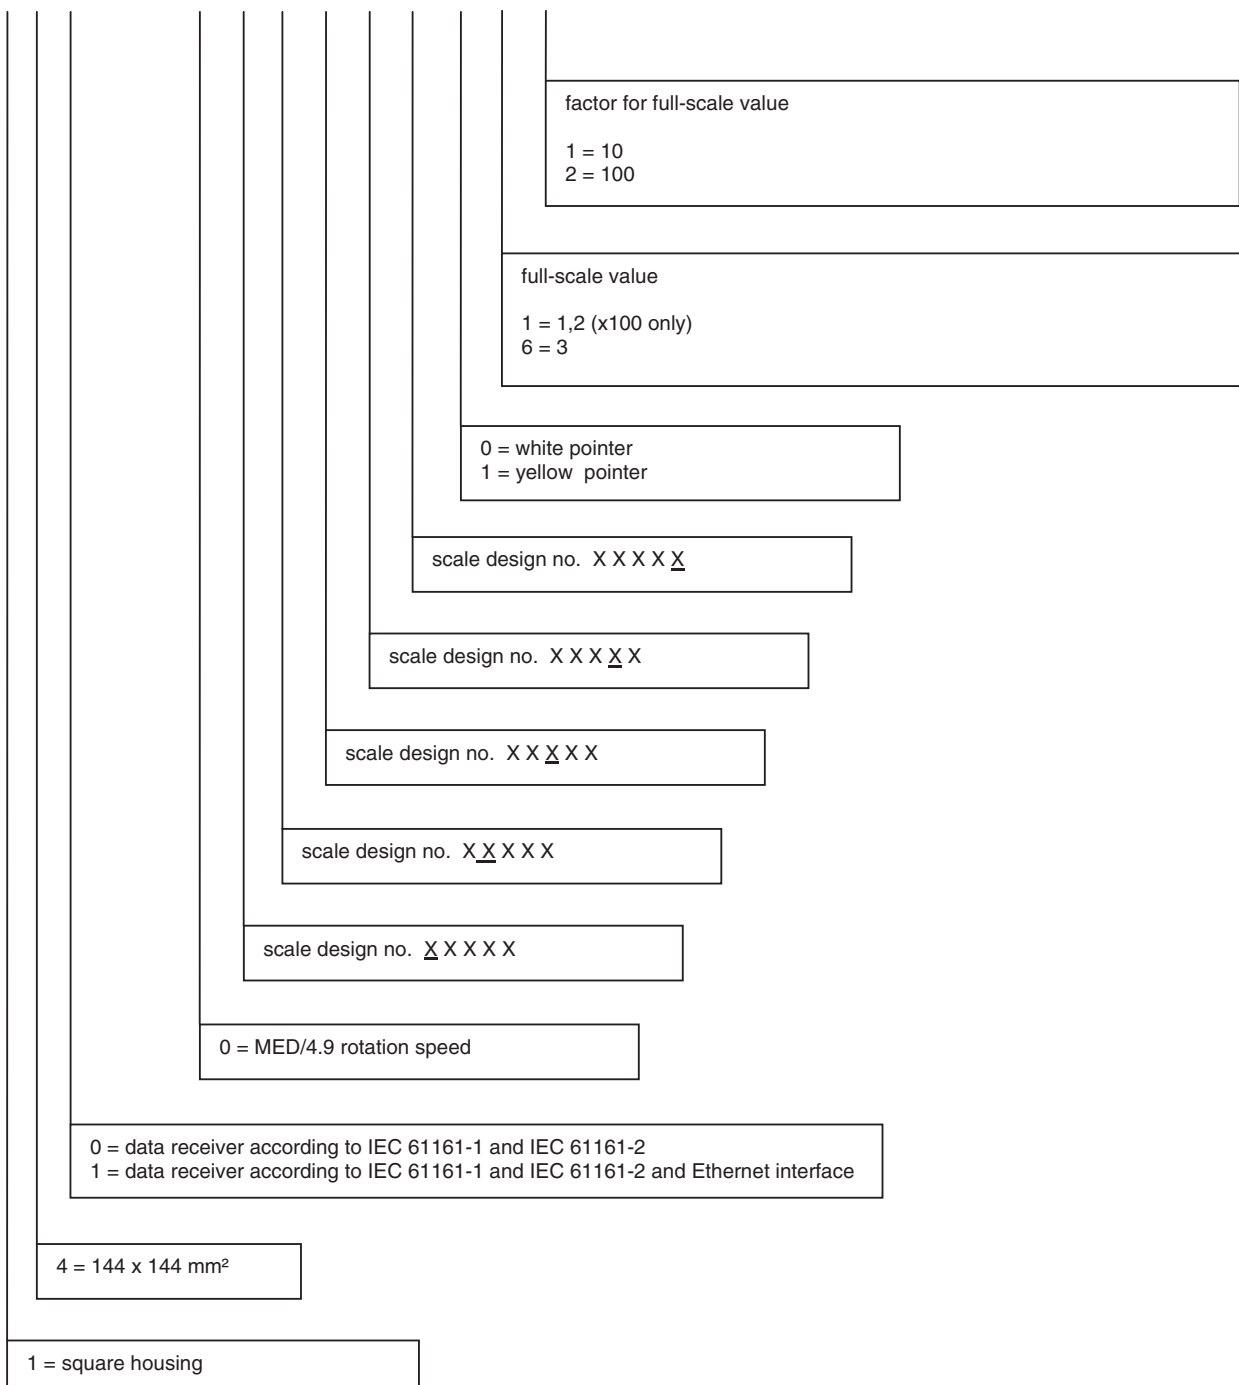 factor for full-scale value
1 = 10
2 = 100
full-scale value
1 = 1,2 (x100 only)
6 = 3
0 = white pointer
1 = yellow pointer
scale design no. X X X X X
scale design no. X X X X X
scale design no. X X X X X
scale design no. X X X X X
scale design no. X X X X X
0 = MED/4.9 rotation speed
0 = data receiver according to IEC 61161-1 and IEC 61161-2
1 = data receiver according to IEC 61161-1 and IEC 61161-2 and Ethernet interface
4 = 144 x 144 mm²
1 = square housing